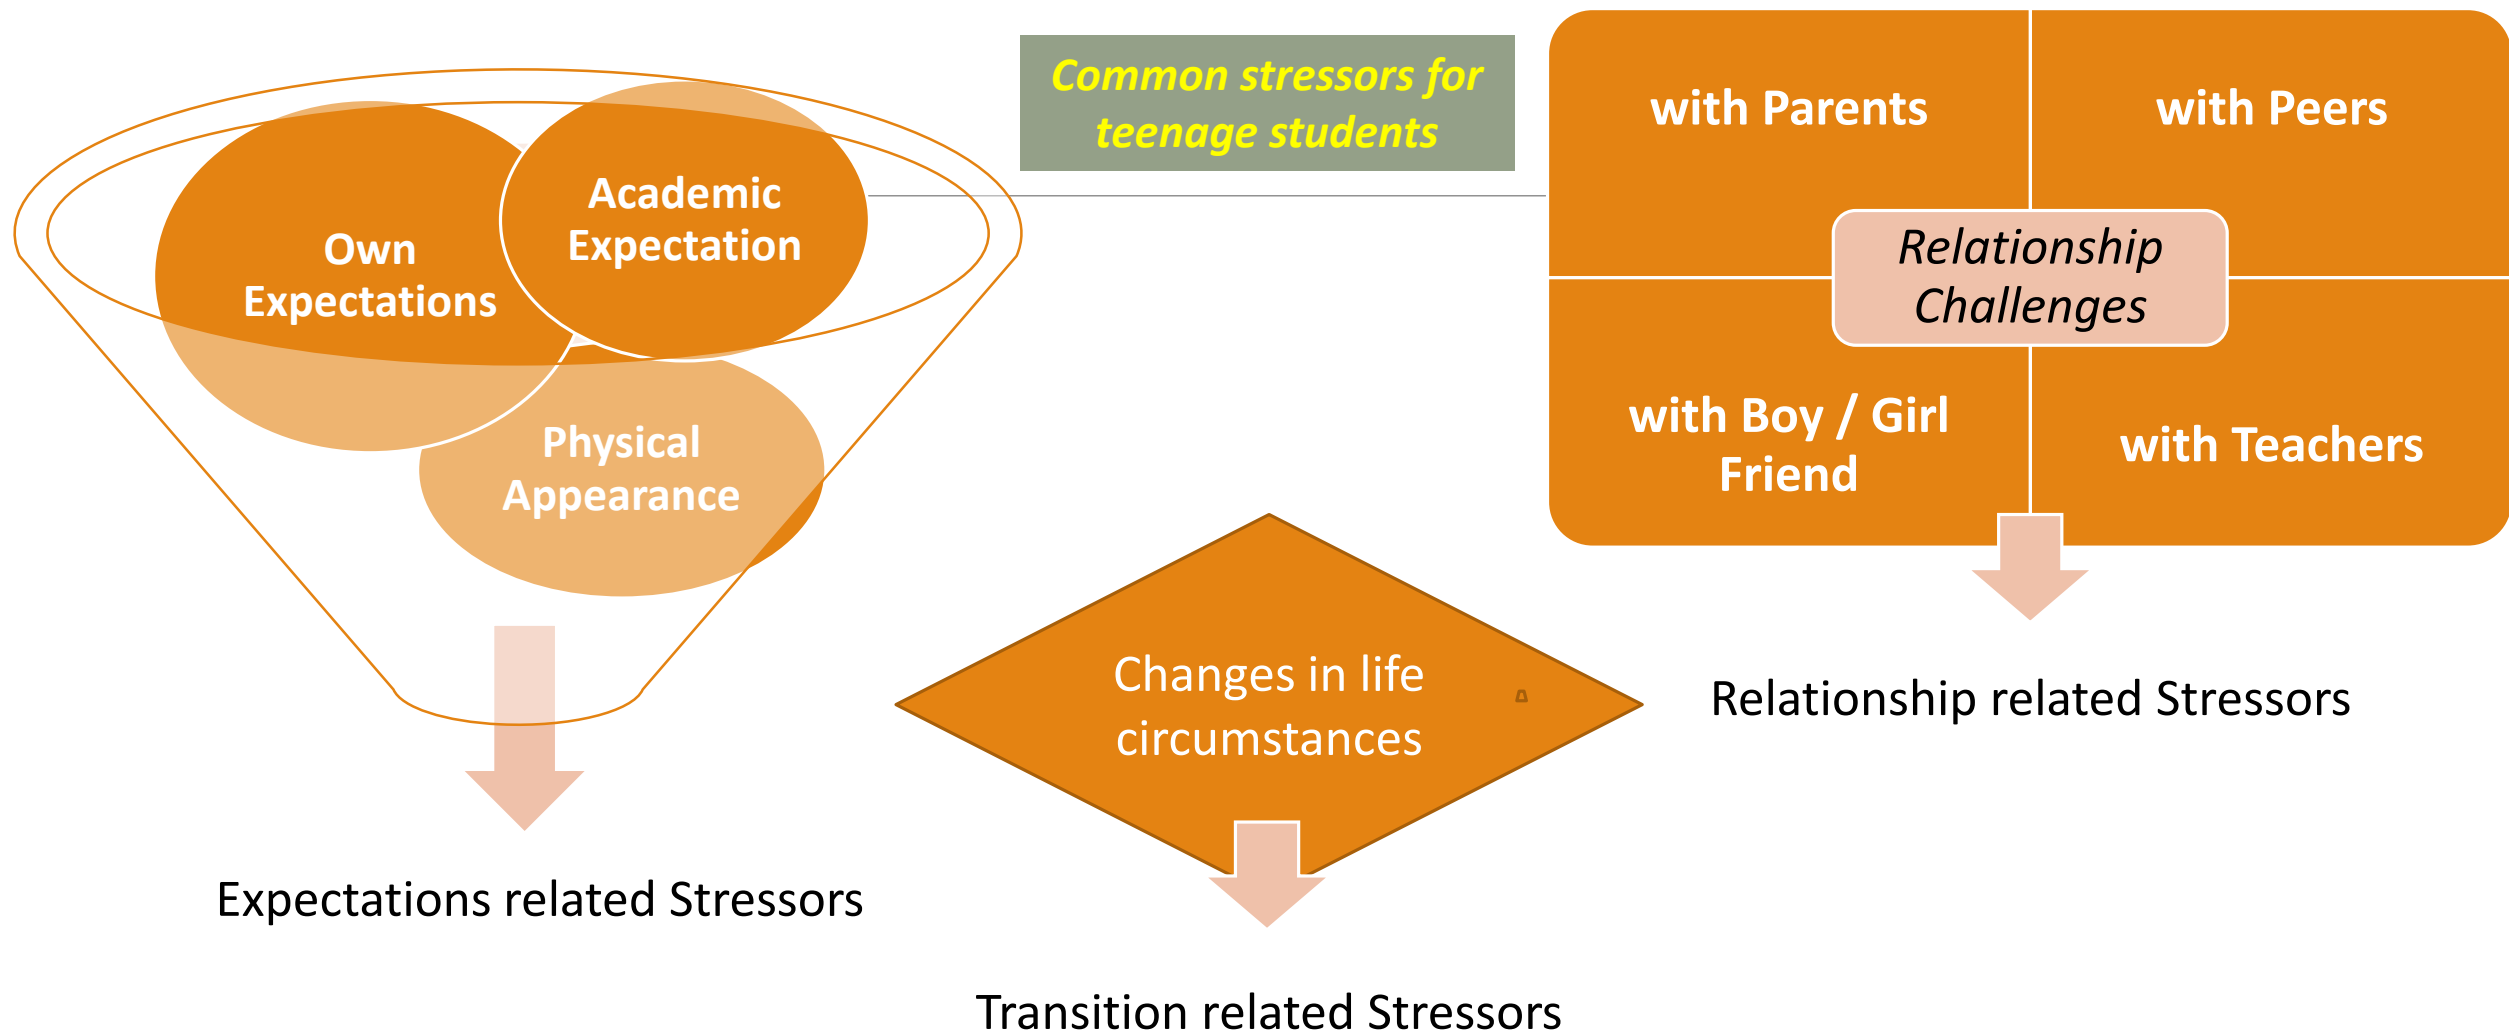 Common stressors for
teenage students
Own
Expectations
Academic
Expectation
Physical
Appearance
Expectations related Stressors
Changes in life
circumstances
Transition related Stressors
with Parents
with Peers
Relationship
Challenges
with Boy / Girl
Friend
with Teachers
Relationship related Stressors